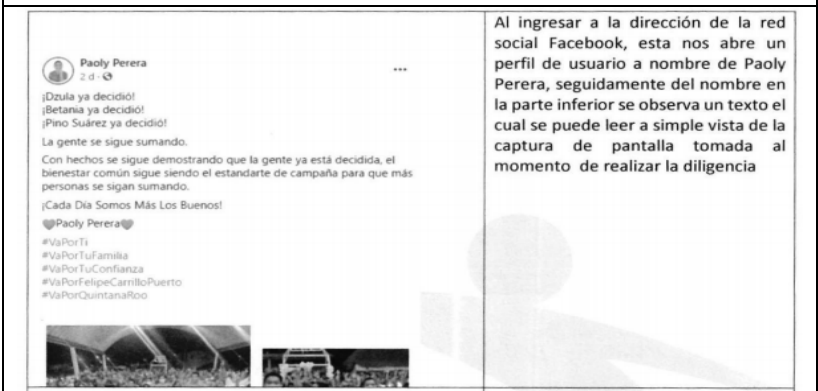 Paoly Perera
2 d ·
...
¡Dzula ya decidió!
¡Betania ya decidió!
¡Pino Suárez ya decidió!
La gente se sigue sumando.
Con hechos se sigue demostrando que la gente ya está decidida, el
bienestar común sigue siendo el estandarte de campaña para que más
personas se sigan sumando.
¡Cada Día Somos Más Los Buenos!
🩶Paoly Perera🩶
#VaPorTi
#VaPorTuFamilia
#VaPorTuConfianza
#VaPorFelipeCarrilloPuerto
#VaPorQuintanaRoo
Al ingresar a la dirección de la red
social Facebook, esta nos abre un
perfil de usuario a nombre de Paoly
Perera, seguidamente del nombre en
la parte inferior se observa un texto el
cual se puede leer a simple vista de la
captura de pantalla tomada al
momento de realizar la diligencia